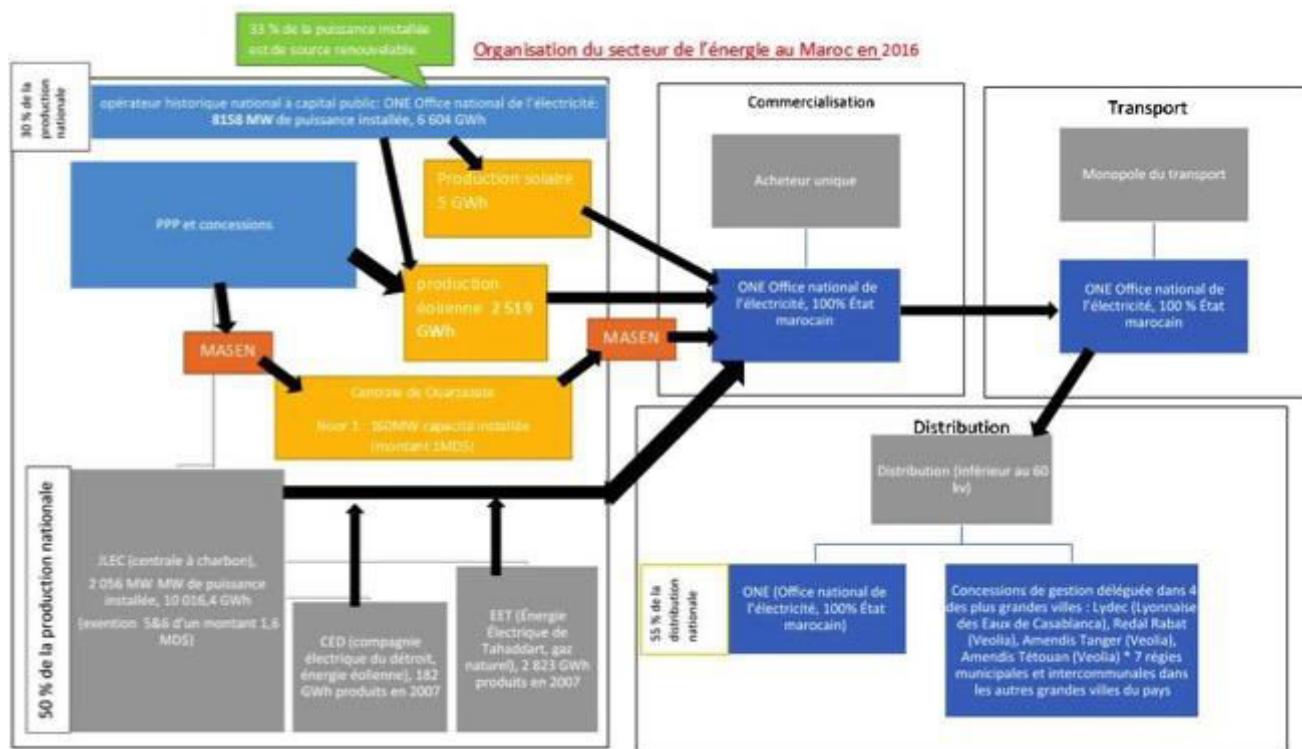 33 % de la puissance installée
est de source renouvelable
Organisation du secteur de l'énergie au Maroc en 2016
30 % de la
production
nationale
opérateur historique national à capital public: ONE Office national de l'électricité:
8158 MW de puissance installée, 6 604 GWh
PPP et concessions
Production solaire
5 GWh
production
éolienne 2 519
GWh
MASEN
MASEN
Centrale de Ouarzazate
Noor 1 : 160MW capacité installée
(montant 1MDS)
50 % de la production nationale
JLEC (centrale à charbon),
2 056 MW MW de puissance
installée, 10 016,4 GWh
(exention 5&6 d'un montant 1,6
MDS)
CED (compagnie
électrique du détroit,
énergie éolienne), 182
GWh produits en 2007
EET (Énergie
Électrique de
Tahaddart, gaz
naturel), 2 823 GWh
produits en 2007
Commercialisation
Acheteur unique
ONE Office national de
l'électricité, 100% État
marocain
Transport
Monopole du transport
ONE Office national de
l'électricité, 100 % État
marocain
Distribution
Distribution (inférieur au 60
kv)
55 % de la
distribution
nationale
ONE (Office national de
l'électricité, 100% État
marocain)
Concessions de gestion déléguée dans 4
des plus grandes villes : Lydec (Lyonnaise
des Eaux de Casablanca), Redal Rabat
(Veolia), Amendis Tanger (Veolia),
Amendis Tétouan (Veolia) * 7 régies
municipales et intercommunales dans
les autres grandes villes du pays